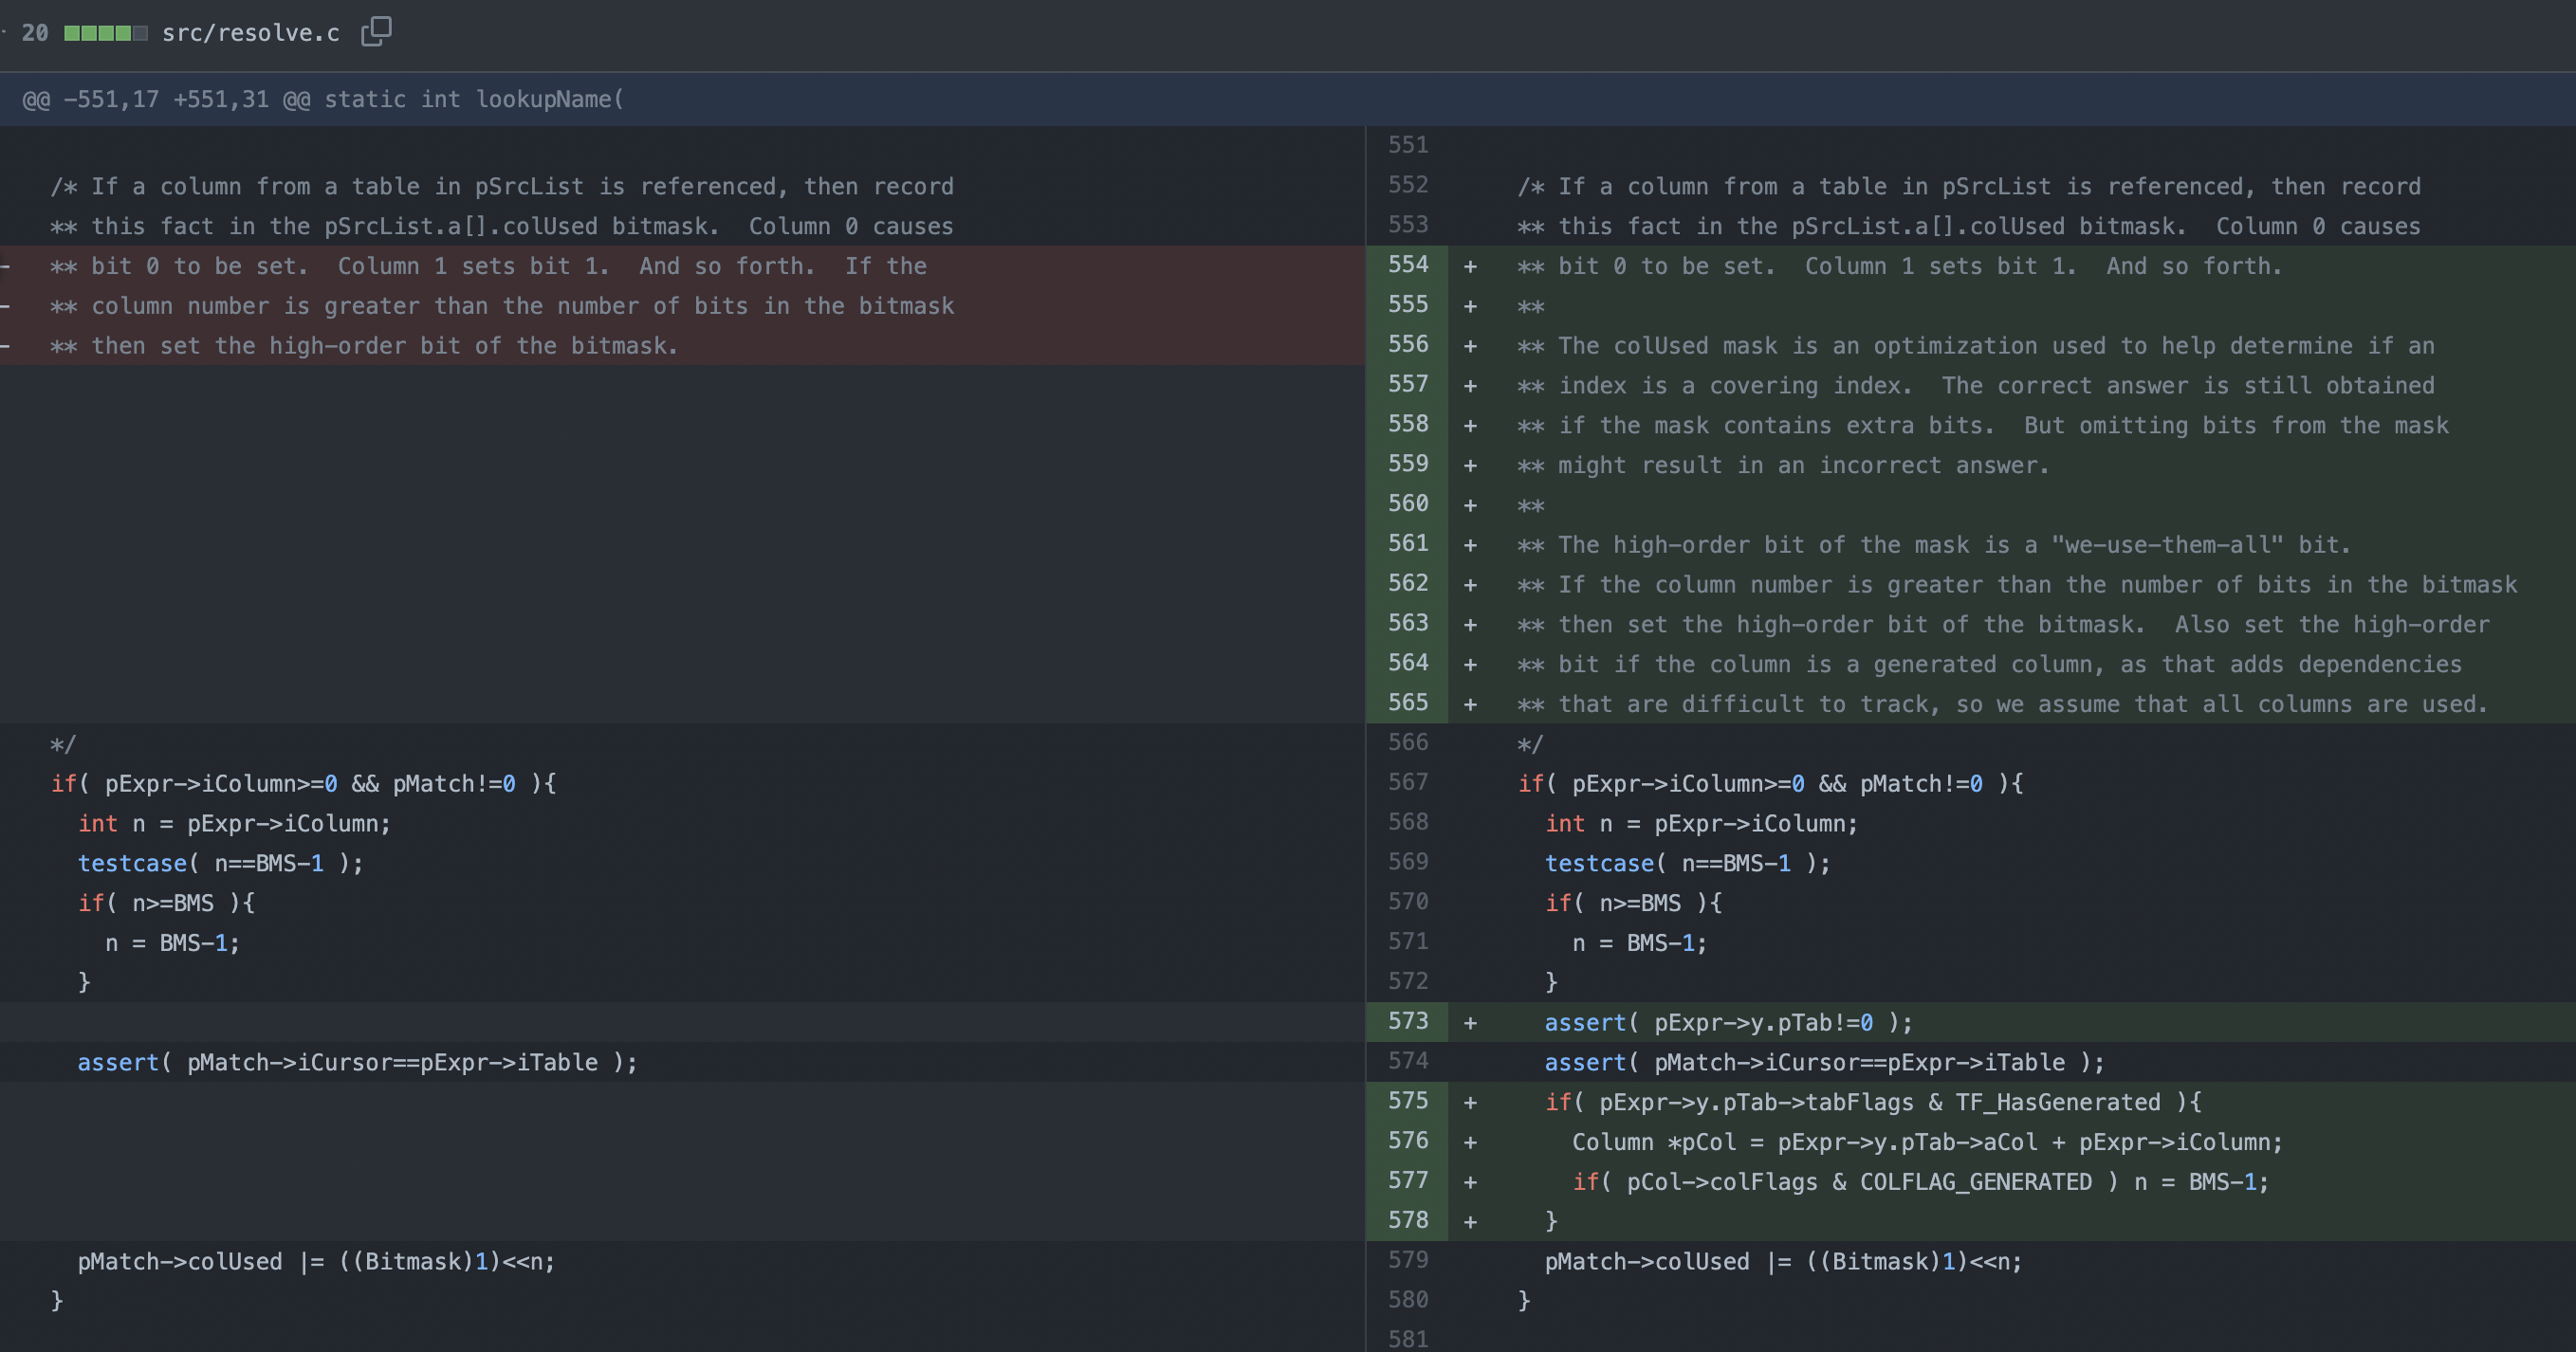 20 src/resolve.c
@@ -551,17 +551,31 @@ static int lookupName(
/* If a column from a table in pSrcList is referenced, then record
** this fact in the pSrcList.a[].colUsed bitmask.  Column 0 causes
- ** bit 0 to be set.  Column 1 sets bit 1.  And so forth.  If the
- ** column number is greater than the number of bits in the bitmask
- ** then set the high-order bit of the bitmask.
*/
if( pExpr->iColumn>=0 && pMatch!=0 ){
int n = pExpr->iColumn;
testcase( n==BMS-1 );
if( n>=BMS ){
n = BMS-1;
}
assert( pMatch->iCursor==pExpr->iTable );
pMatch->colUsed |= ((Bitmask)1)<<n;
}
551
552 /* If a column from a table in pSrcList is referenced, then record
553 ** this fact in the pSrcList.a[].colUsed bitmask.  Column 0 causes
554 + ** bit 0 to be set.  Column 1 sets bit 1.  And so forth.
555 + **
556 + ** The colUsed mask is an optimization used to help determine if an
557 + ** index is a covering index.  The correct answer is still obtained
558 + ** if the mask contains extra bits.  But omitting bits from the mask
559 + ** might result in an incorrect answer.
560 + **
561 + ** The high-order bit of the mask is a "we-use-them-all" bit.
562 + ** If the column number is greater than the number of bits in the bitmask
563 + ** then set the high-order bit of the bitmask.  Also set the high-order
564 + ** bit if the column is a generated column, as that adds dependencies
565 + ** that are difficult to track, so we assume that all columns are used.
566 */
567 if( pExpr->iColumn>=0 && pMatch!=0 ){
568 int n = pExpr->iColumn;
569 testcase( n==BMS-1 );
570 if( n>=BMS ){
571 n = BMS-1;
572 }
573 + assert( pExpr->y.pTab!=0 );
574 assert( pMatch->iCursor==pExpr->iTable );
575 + if( pExpr->y.pTab->tabFlags & TF_HasGenerated ){
576 + Column *pCol = pExpr->y.pTab->aCol + pExpr->iColumn;
577 + if( pCol->colFlags & COLFLAG_GENERATED ) n = BMS-1;
578 + }
579 pMatch->colUsed |= ((Bitmask)1)<<n;
580 }
581